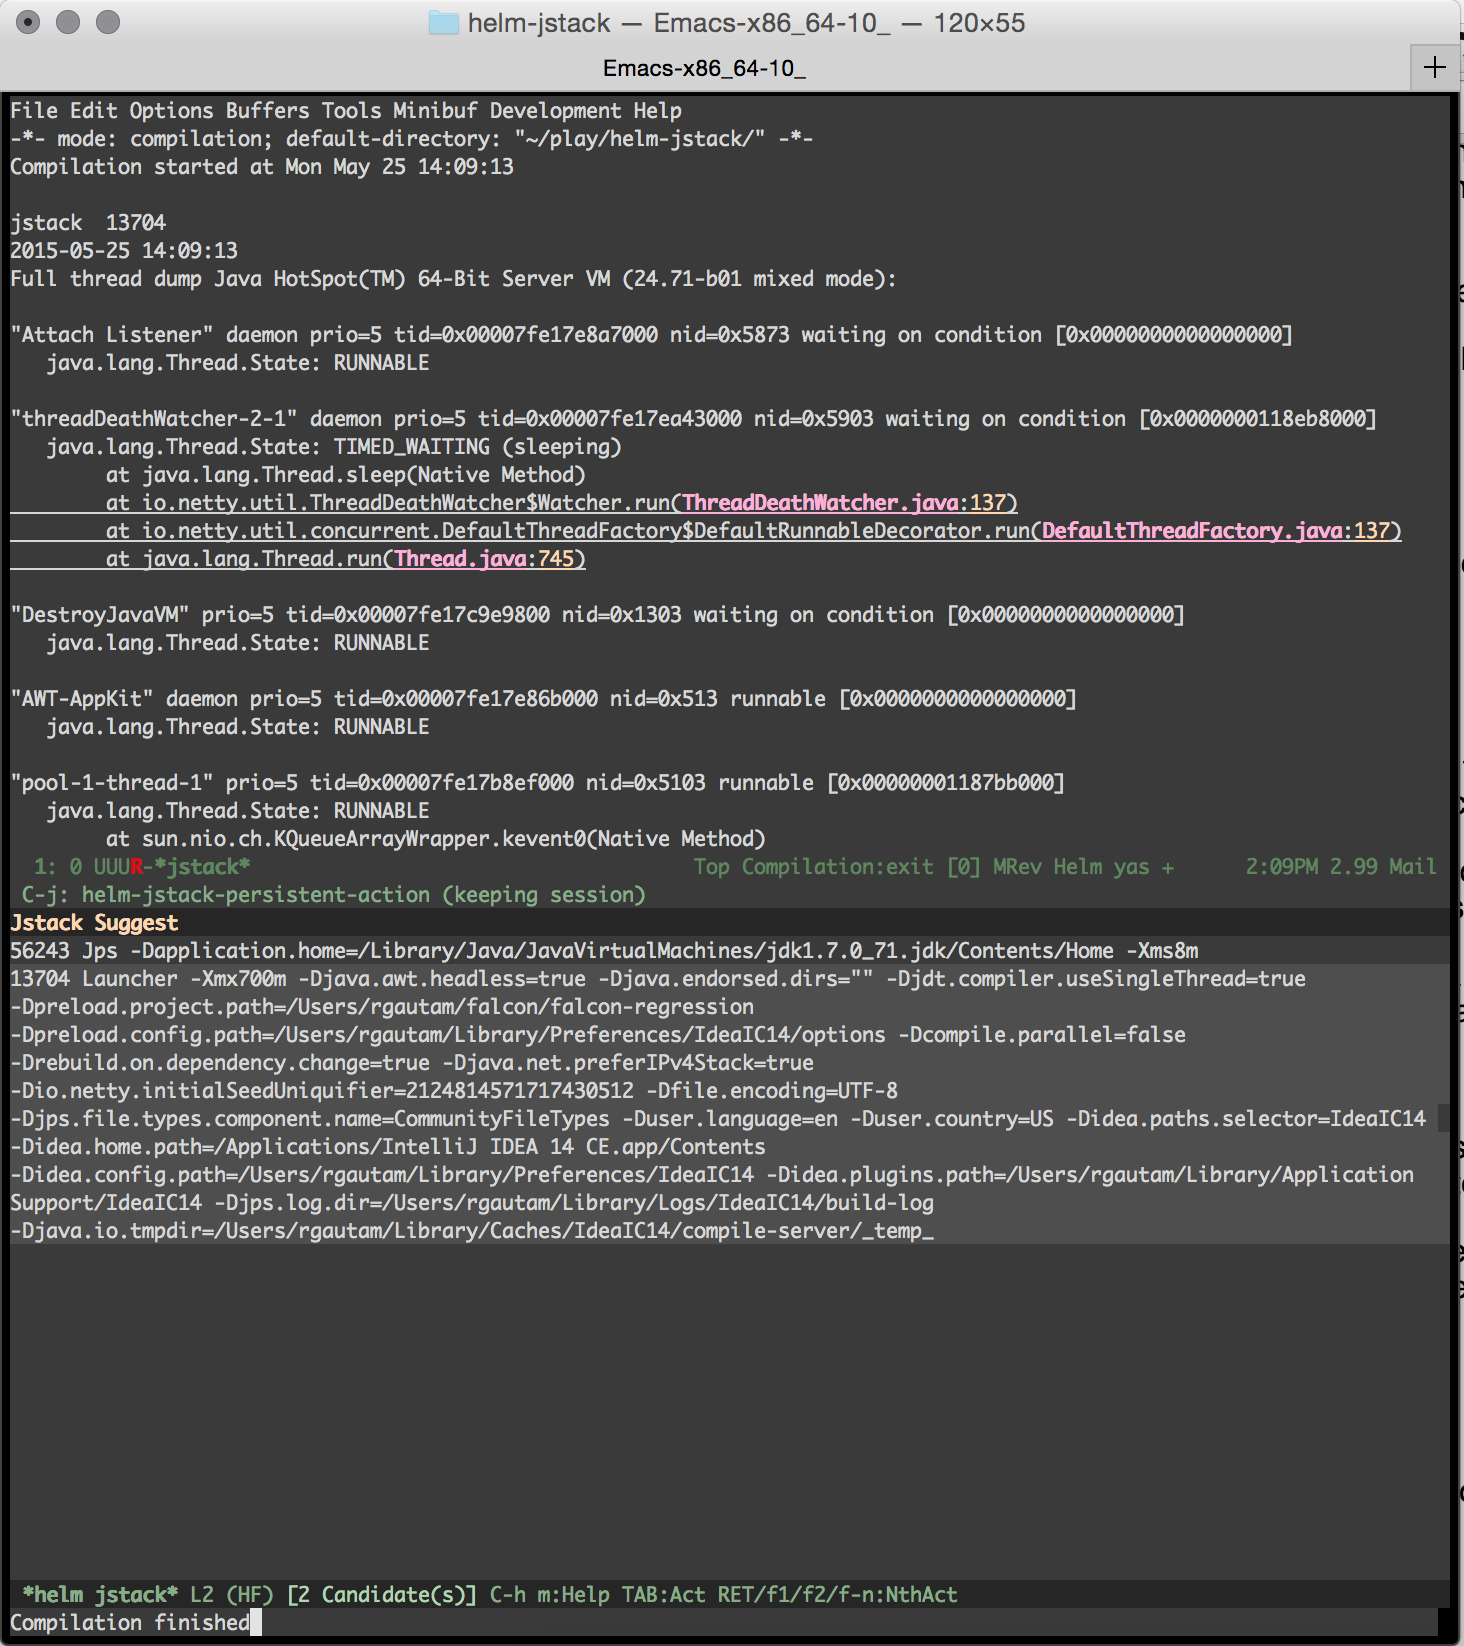 helm-jstack — Emacs-x86_64-10_ — 120×55
Emacs-x86_64-10_
+
File Edit Options Buffers Tools Minibuf Development Help
-*- mode: compilation; default-directory: "~/play/helm-jstack/" -*-
Compilation started at Mon May 25 14:09:13
jstack  13704
2015-05-25 14:09:13
Full thread dump Java HotSpot(TM) 64-Bit Server VM (24.71-b01 mixed mode):
"Attach Listener" daemon prio=5 tid=0x00007fe17e8a7000 nid=0x5873 waiting on condition [0x0000000000000000]
java.lang.Thread.State: RUNNABLE
"threadDeathWatcher-2-1" daemon prio=5 tid=0x00007fe17ea43000 nid=0x5903 waiting on condition [0x0000000118eb8000]
java.lang.Thread.State: TIMED_WAITING (sleeping)
at java.lang.Thread.sleep(Native Method)
at io.netty.util.ThreadDeathWatcher$Watcher.run(ThreadDeathWatcher.java:137)
at io.netty.util.concurrent.DefaultThreadFactory$DefaultRunnableDecorator.run(DefaultThreadFactory.java:137)
at java.lang.Thread.run(Thread.java:745)
"DestroyJavaVM" prio=5 tid=0x00007fe17c9e9800 nid=0x1303 waiting on condition [0x0000000000000000]
java.lang.Thread.State: RUNNABLE
"AWT-AppKit" daemon prio=5 tid=0x00007fe17e86b000 nid=0x513 runnable [0x0000000000000000]
java.lang.Thread.State: RUNNABLE
"pool-1-thread-1" prio=5 tid=0x00007fe17b8ef000 nid=0x5103 runnable [0x00000001187bb000]
java.lang.Thread.State: RUNNABLE
at sun.nio.ch.KQueueArrayWrapper.kevent0(Native Method)
1: 0 UUUR-*jstack* Top Compilation:exit [0] MRev Helm yas + 2:09PM 2.99 Mail
C-j: helm-jstack-persistent-action (keeping session)
Jstack Suggest
56243 Jps -Dapplication.home=/Library/Java/JavaVirtualMachines/jdk1.7.0_71.jdk/Contents/Home -Xms8m
13704 Launcher -Xmx700m -Djava.awt.headless=true -Djava.endorsed.dirs="" -Djdt.compiler.useSingleThread=true
-Dpreload.project.path=/Users/rgautam/falcon/falcon-regression
-Dpreload.config.path=/Users/rgautam/Library/Preferences/IdeaIC14/options -Dcompile.parallel=false
-Drebuild.on.dependency.change=true -Djava.net.preferIPv4Stack=true
-Dio.netty.initialSeedUniquifier=2124814571717430512 -Dfile.encoding=UTF-8
-Djps.file.types.component.name=CommunityFileTypes -Duser.language=en -Duser.country=US -Didea.paths.selector=IdeaIC14
-Didea.home.path=/Applications/IntelliJ IDEA 14 CE.app/Contents
-Didea.config.path=/Users/rgautam/Library/Preferences/IdeaIC14 -Didea.plugins.path=/Users/rgautam/Library/Application
Support/IdeaIC14 -Djps.log.dir=/Users/rgautam/Library/Logs/IdeaIC14/build-log
-Djava.io.tmpdir=/Users/rgautam/Library/Caches/IdeaIC14/compile-server/_temp_
*helm jstack* L2 (HF) [2 Candidate(s)] C-h m:Help TAB:Act RET/f1/f2/f-n:NthAct
Compilation finished